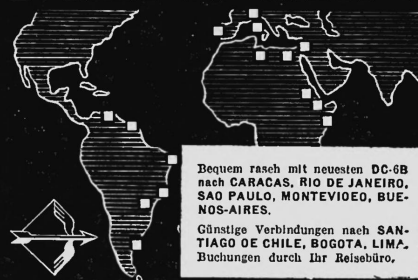 Bequem rasch mit neuesten DC-6B
nach CARACAS, RIO DE JANEIRO,
SAO PAULO, MONTEVIOEO, BUE-
NOS-AIRES.
Günstige Verbindungen nach SAN-
TIAGO OE CHILE, BOGOTA, LIMA.
Buchungen durch Ihr Reisebüro.